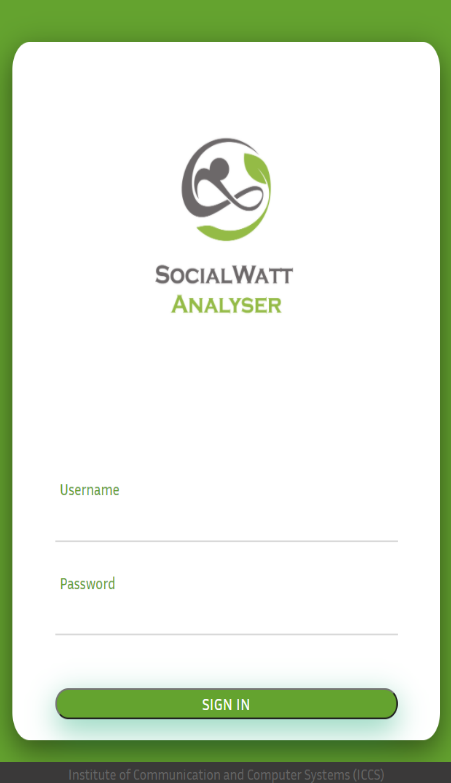 SOCIALWATT
ANALYSER
Username
Password
SIGN IN
Institute of Communication and Computer Systems (ICCS)